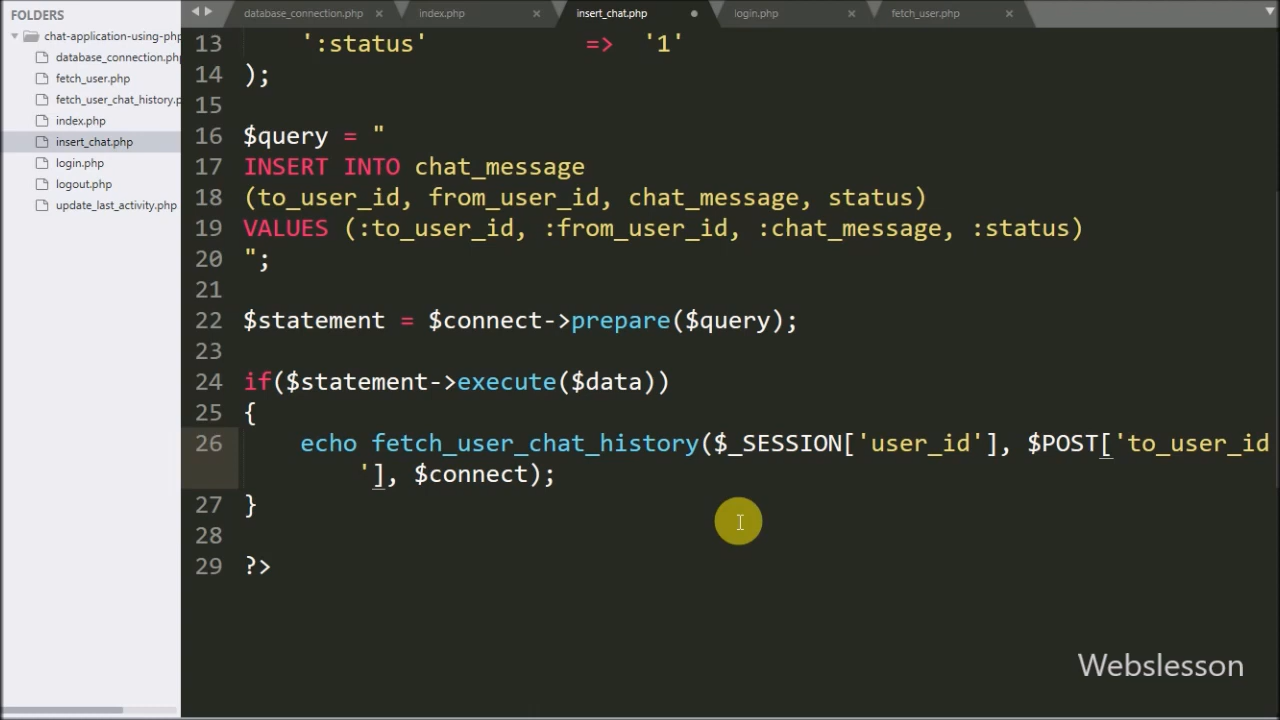 FOLDERS
chat-application-using-php
database_connection.php
fetch_user.php
fetch_user_chat_history.p
index.php
insert_chat.php
login.php
logout.php
update_last_activity.php
database_connection.php × index.php × insert_chat.php login.php × fetch_user.php ×
13 ':status' => '1'
14 );
15
16 $query = "
17 INSERT INTO chat_message
18 (to_user_id, from_user_id, chat_message, status)
19 VALUES (:to_user_id, :from_user_id, :chat_message, :status)
20 ";
21
22 $statement = $connect->prepare($query);
23
24 if($statement->execute($data))
25 {
26 echo fetch_user_chat_history($_SESSION['user_id'], $POST['to_user_id
'], $connect);
27 }
28
29 ?>
Webslesson